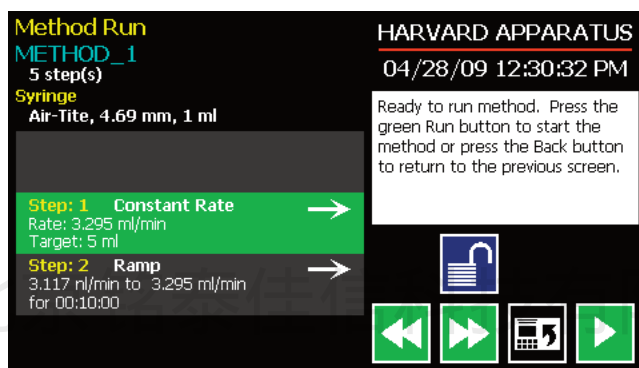 Method Run
METHOD_1
5 step(s)
Syringe
Air-Tite, 4.69 mm, 1 ml
Step: 1 Constant Rate
Rate: 3.295 ml/min
Target: 5 ml
Step: 2 Ramp
3.117 nl/min to 3.295 ml/min
for 00:10:00
HARVARD APPARATUS
04/28/09 12:30:32 PM
Ready to run method. Press the
green Run button to start the
method or press the Back button
to return to the previous screen.